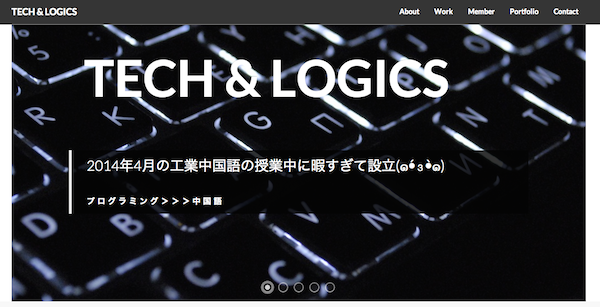 TECH & LOGICS
About Work Member Portfolio Contact
TECH & LOGICS
2014年4月の工業中国語の授業中に暇すぎて設立(๑•́ ₃ •̀๑)
プログラミング＞＞＞中国語